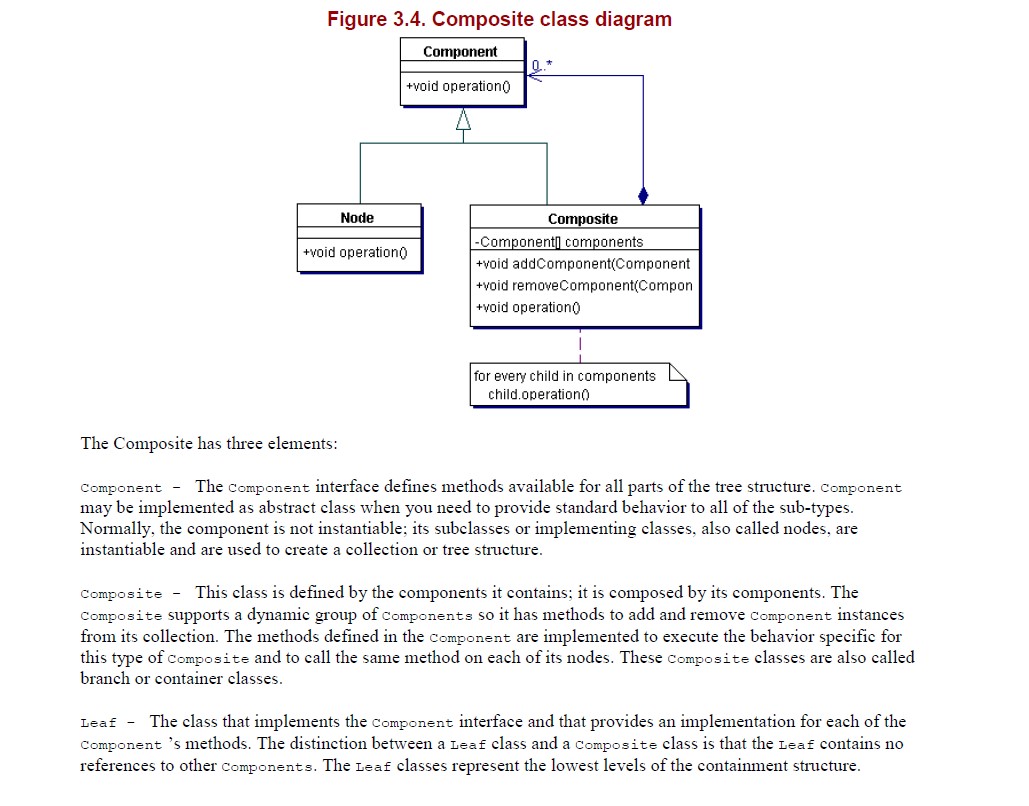 Figure 3.4. Composite class diagram
Component
0..*
+void operation()
Node
+void operation()
Composite
-Component[] components
+void addComponent(Component
+void removeComponent(Compon
+void operation()
for every child in components
child.operation()
The Composite has three elements:
Component – The Component interface defines methods available for all parts of the tree structure. Component
may be implemented as abstract class when you need to provide standard behavior to all of the sub-types.
Normally, the component is not instantiable; its subclasses or implementing classes, also called nodes, are
instantiable and are used to create a collection or tree structure.
Composite – This class is defined by the components it contains; it is composed by its components. The
Composite supports a dynamic group of Components so it has methods to add and remove Component instances
from its collection. The methods defined in the Component are implemented to execute the behavior specific for
this type of Composite and to call the same method on each of its nodes. These Composite classes are also called
branch or container classes.
Leaf – The class that implements the Component interface and that provides an implementation for each of the
Component ’s methods. The distinction between a Leaf class and a Composite class is that the Leaf contains no
references to other Components. The Leaf classes represent the lowest levels of the containment structure.